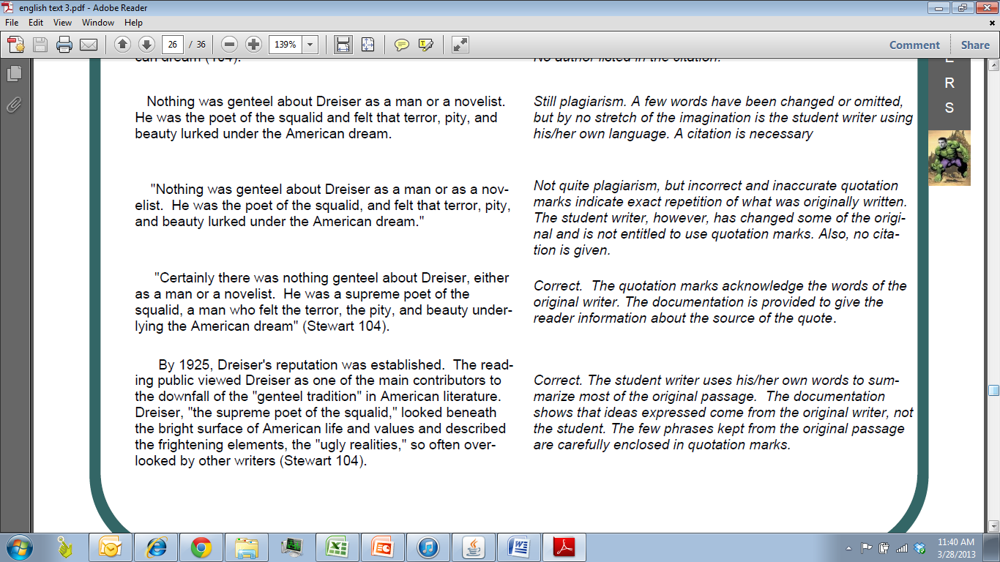 english text 3.pdf - Adobe Reader
File Edit View Window Help
26 / 36
139%
Comment
Share
can dream (104).
No author listed in the citation.
E
R
S
Nothing was genteel about Dreiser as a man or a novelist.
He was the poet of the squalid and felt that terror, pity, and
beauty lurked under the American dream.
Still plagiarism. A few words have been changed or omitted,
but by no stretch of the imagination is the student writer using
his/her own language. A citation is necessary
"Nothing was genteel about Dreiser as a man or as a nov-
elist. He was the poet of the squalid, and felt that terror, pity,
and beauty lurked under the American dream."
Not quite plagiarism, but incorrect and inaccurate quotation
marks indicate exact repetition of what was originally written.
The student writer, however, has changed some of the origi-
nal and is not entitled to use quotation marks. Also, no cita-
tion is given.
"Certainly there was nothing genteel about Dreiser, either
as a man or a novelist. He was a supreme poet of the
squalid, a man who felt the terror, the pity, and beauty under-
lying the American dream" (Stewart 104).
Correct. The quotation marks acknowledge the words of the
original writer. The documentation is provided to give the
reader information about the source of the quote.
By 1925, Dreiser's reputation was established. The read-
ing public viewed Dreiser as one of the main contributors to
the downfall of the "genteel tradition" in American literature.
Dreiser, "the supreme poet of the squalid," looked beneath
the bright surface of American life and values and described
the frightening elements, the "ugly realities," so often over-
looked by other writers (Stewart 104).
Correct. The student writer uses his/her own words to sum-
marize most of the original passage. The documentation
shows that ideas expressed come from the original writer, not
the student. The few phrases kept from the original passage
are carefully enclosed in quotation marks.
11:40 AM
3/28/2013